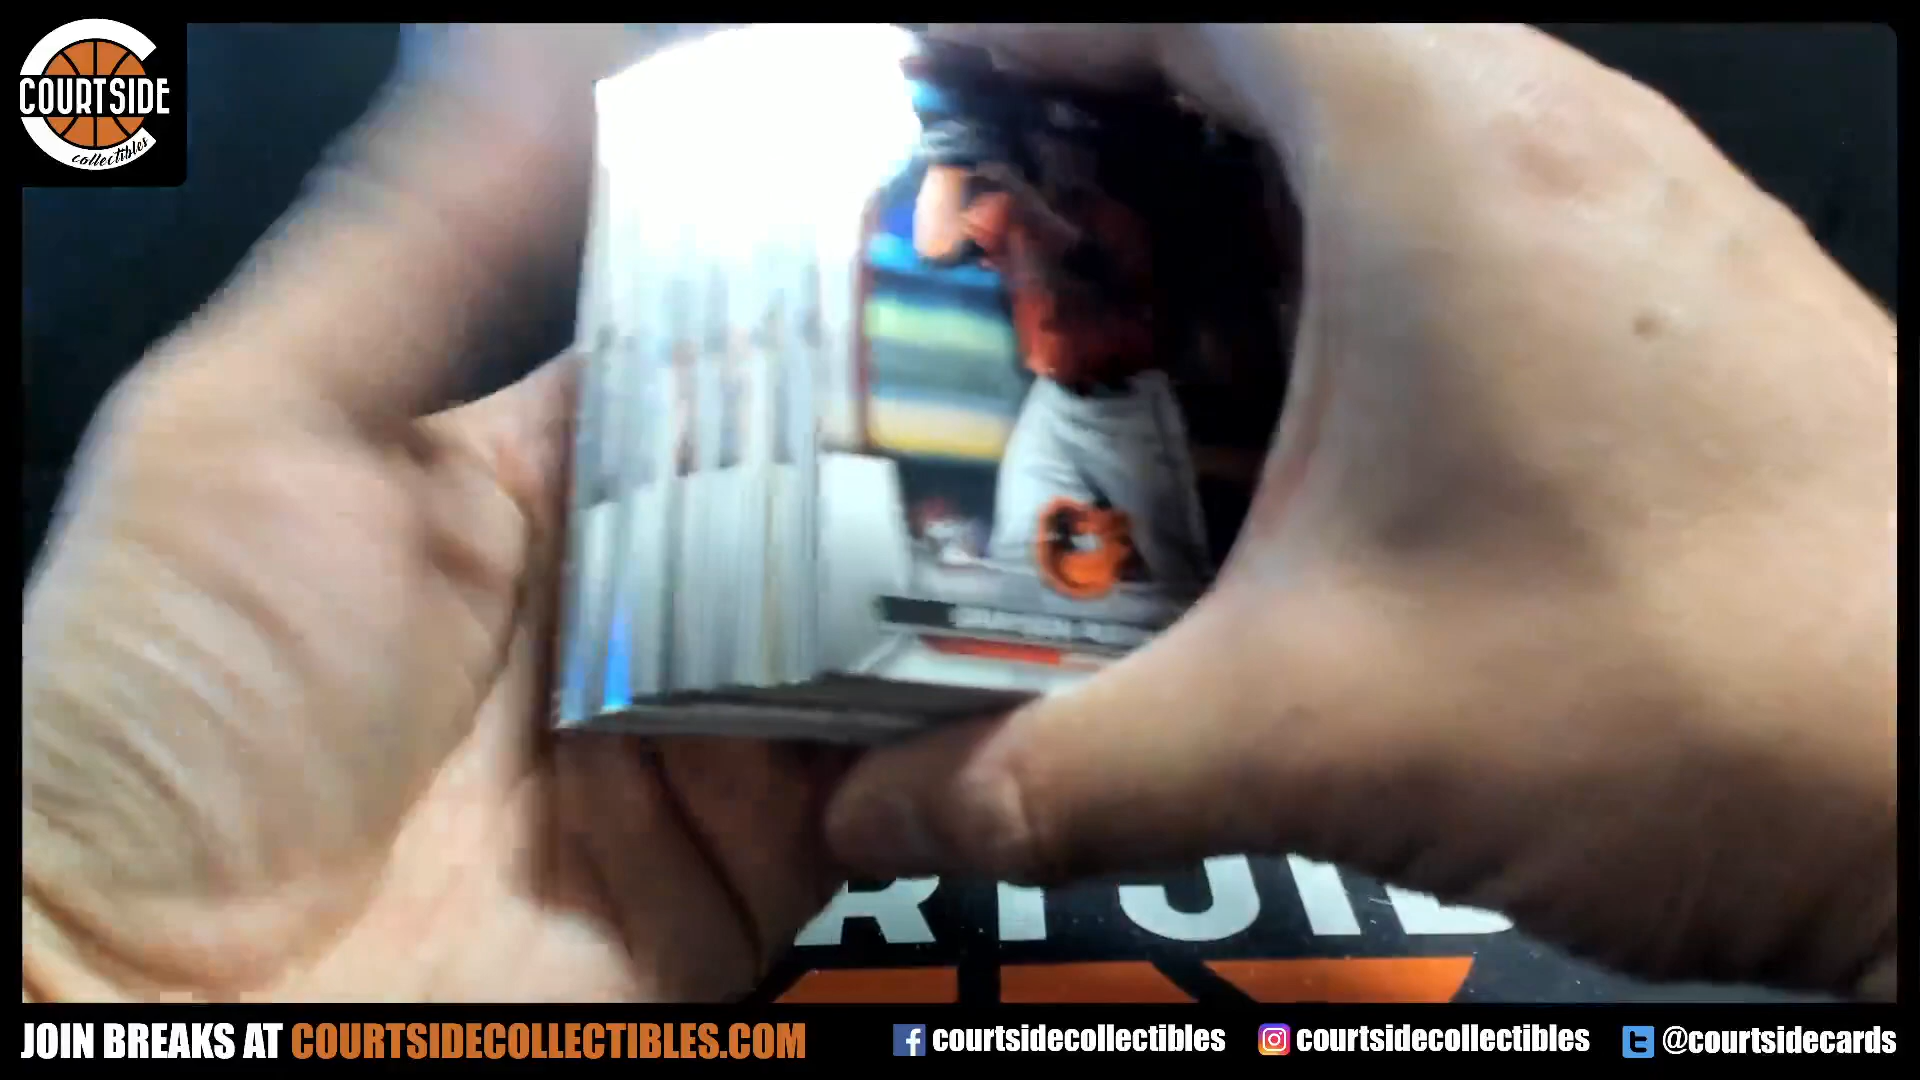 COURTSIDE
collectibles
JOIN BREAKS AT COURTSIDECOLLECTIBLES.COM
courtsidecollectibles
courtsidecollectibles
@courtsidecards